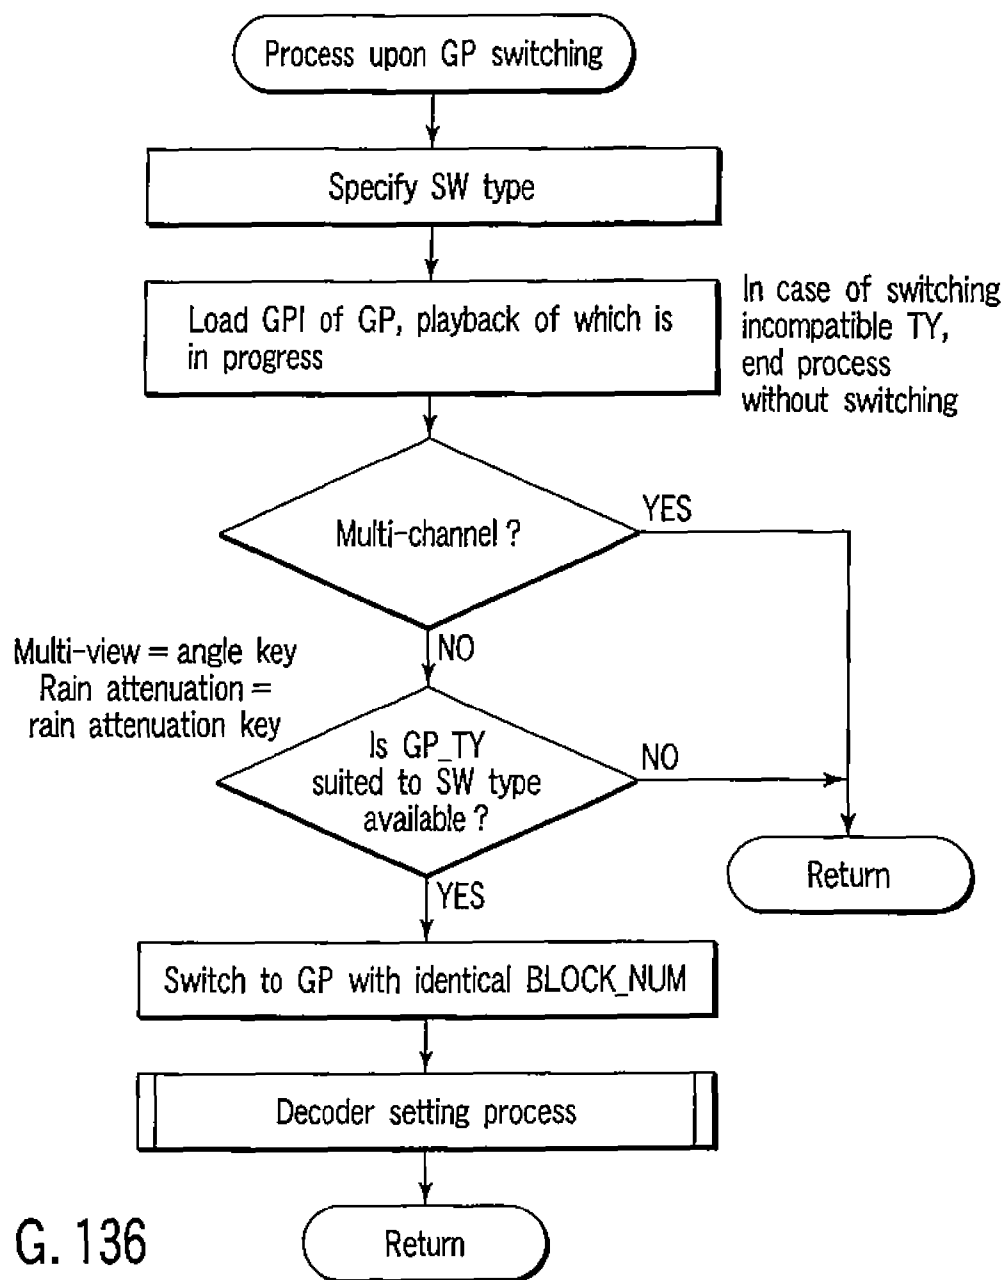 Process upon GP switching
Specify SW type
Load GPI of GP, playback of which is
in progress
In case of switching
incompatible TY,
end process
without switching
Multi-channel ?
YES
NO
Multi-view = angle key
Rain attenuation =
rain attenuation key
Is GP_TY
suited to SW type
available ?
NO
Return
YES
Switch to GP with identical BLOCK_NUM
Decoder setting process
Return
G. 136